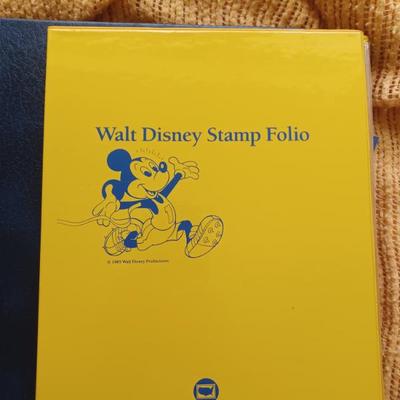 Walt Disney Stamp Folio
© 1985 Walt Disney Productions